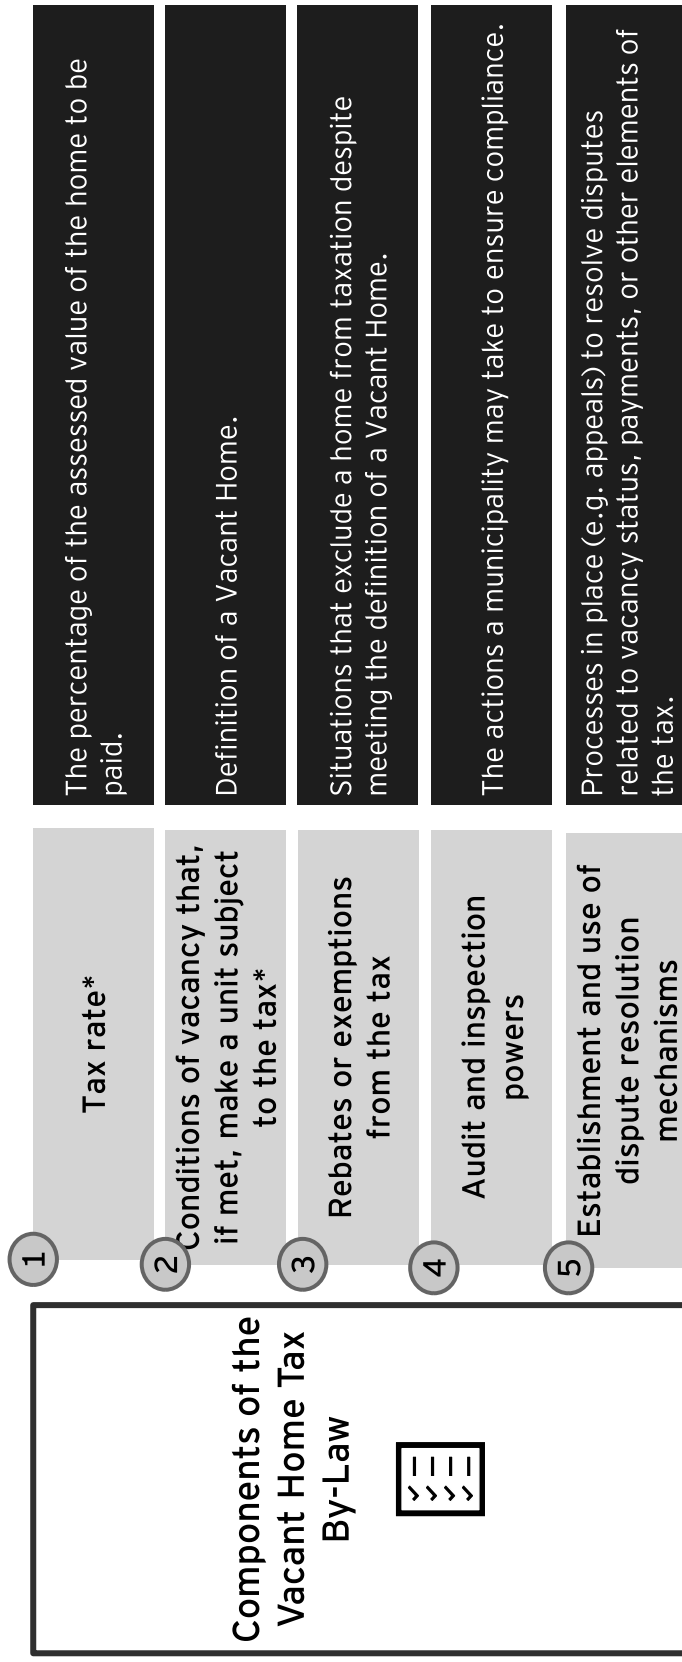 Components of the
Vacant Home Tax
By-Law
1
Tax rate*
The percentage of the assessed value of the home to be
paid.
2
Conditions of vacancy that,
if met, make a unit subject
to the tax*
Definition of a Vacant Home.
3
Rebates or exemptions
from the tax
Situations that exclude a home from taxation despite
meeting the definition of a Vacant Home.
4
Audit and inspection
powers
The actions a municipality may take to ensure compliance.
5
Establishment and use of
dispute resolution
mechanisms
Processes in place (e.g. appeals) to resolve disputes
related to vacancy status, payments, or other elements of
the tax.